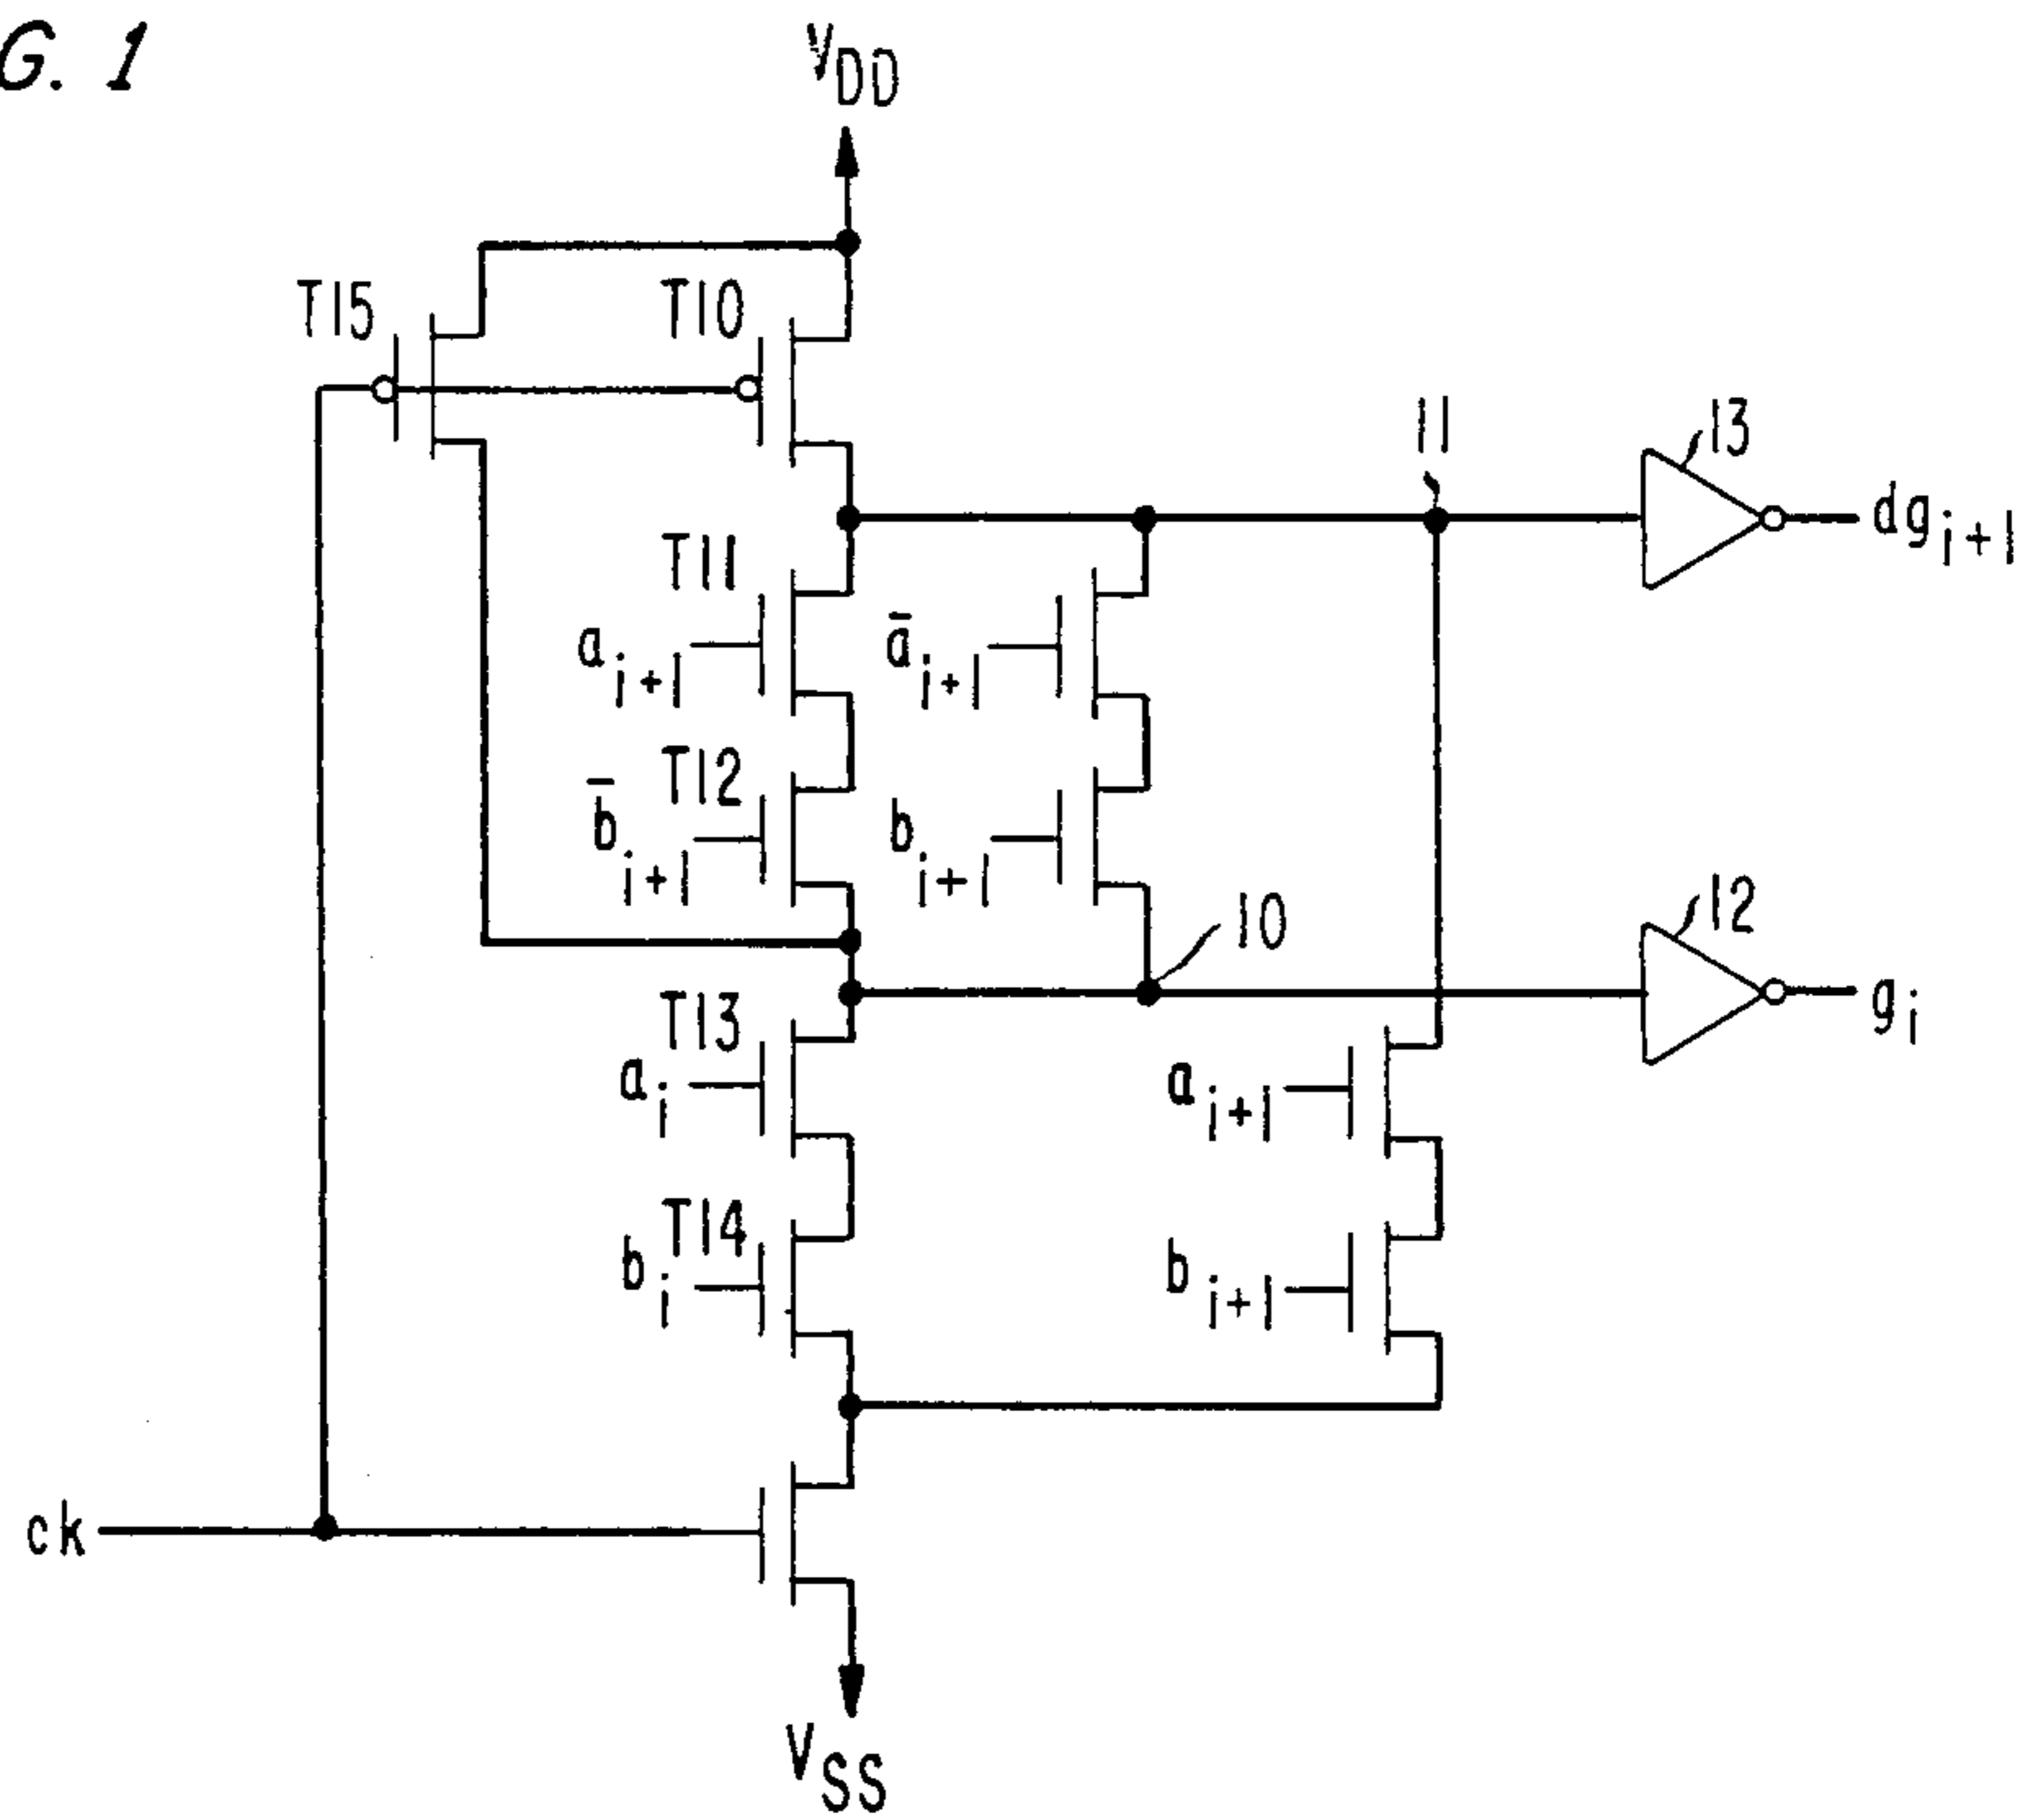 G. 1
VDD
T15
T10
11
13
dgi+1
T11
ai+1
āi+1
T12
b̄i+1
bi+1
10
12
gi
T13
ai
ai+1
T14
bi
bi+1
ck
VSS